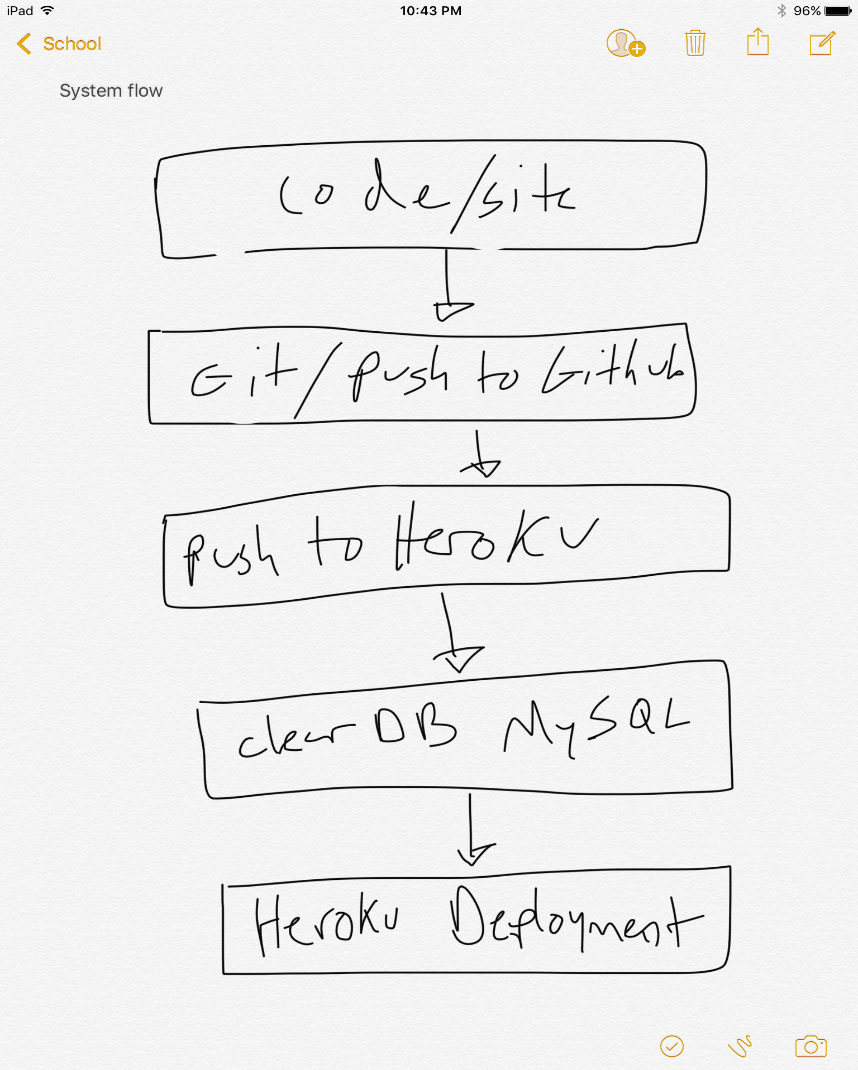 iPad 10:43 PM 96%
School
System flow
code/site
Git/push to Github
push to Heroku
clearDB MySQL
Heroku Deployment